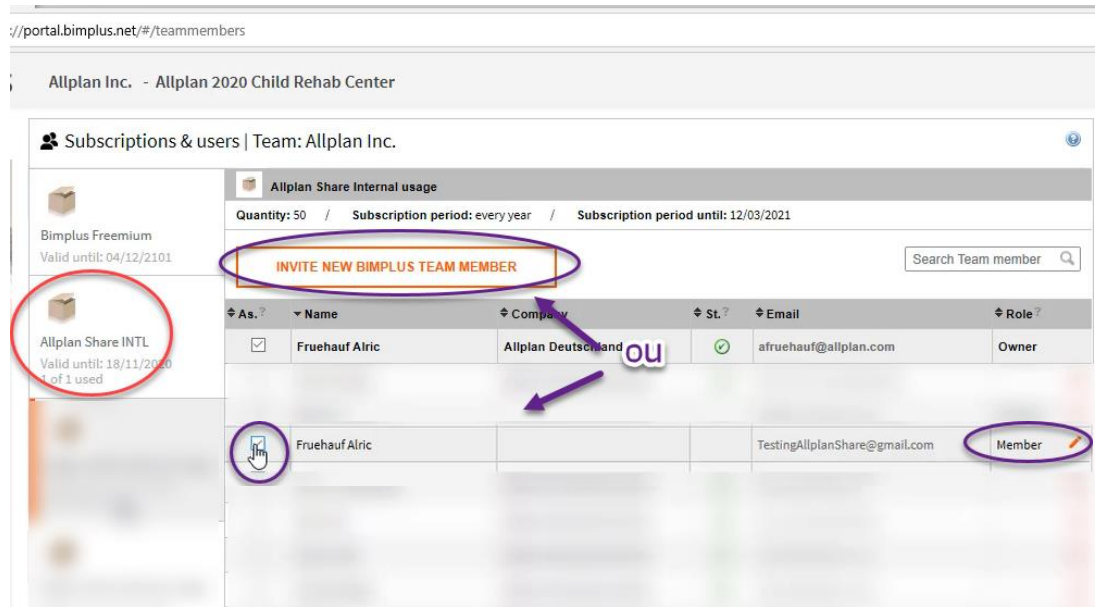 ://portal.bimplus.net/#/teammembers
Allplan Inc. - Allplan 2020 Child Rehab Center
Subscriptions & users | Team: Allplan Inc.
Bimplus Freemium
Valid until: 04/12/2101
Allplan Share INTL
Valid until: 18/11/2020
1 of 1 used
Allplan Share Internal usage
Quantity: 50 / Subscription period: every year / Subscription period until: 12/03/2021
INVITE NEW BIMPLUS TEAM MEMBER
Search Team member
As.? Name Company St.? Email Role?
Fruehauf Alric Allplan Deutschland afruehauf@allplan.com Owner
ou
Fruehauf Alric TestingAllplanShare@gmail.com Member